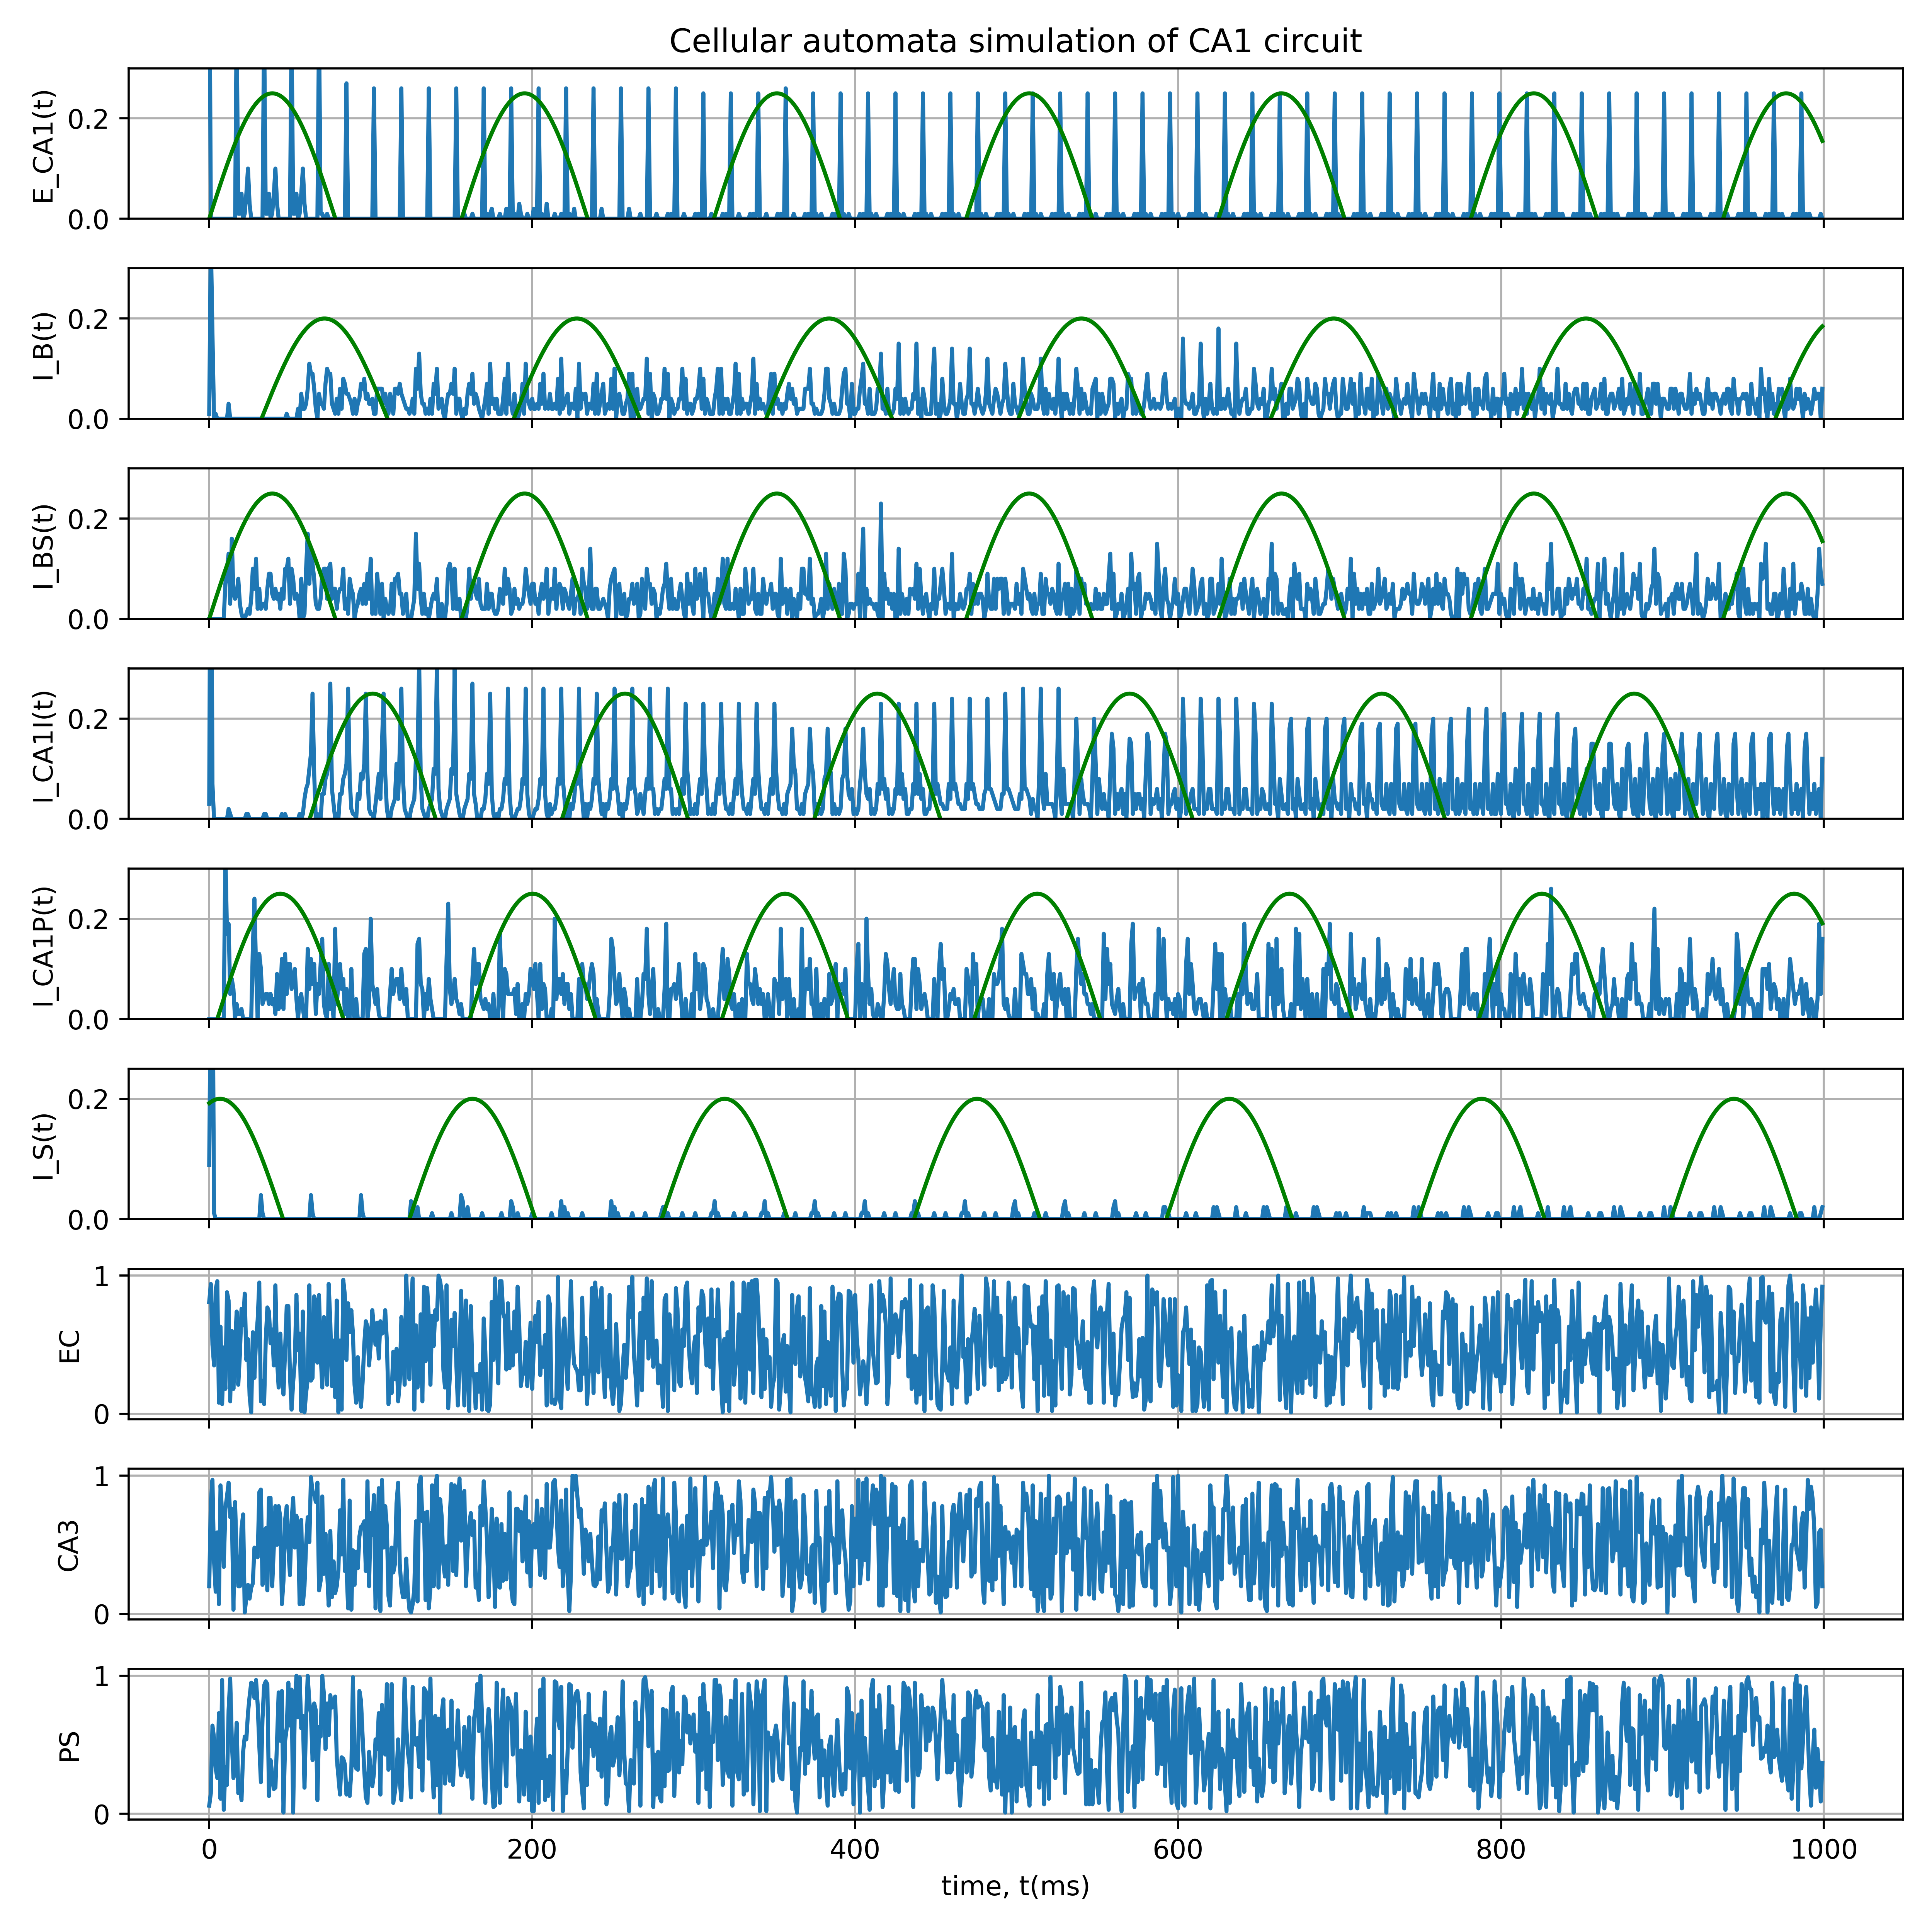 Cellular automata simulation of CA1 circuit
E_CA1(t)
0.2
0.0
I_B(t)
0.2
0.0
I_BS(t)
0.2
0.0
I_CA1I(t)
0.2
0.0
I_CA1P(t)
0.2
0.0
I_S(t)
0.2
0.0
EC
1
0
CA3
1
0
PS
1
0
0 200 400 600 800 1000
time, t(ms)